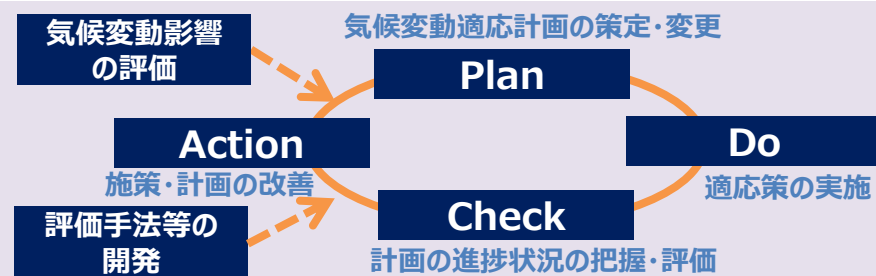 気候変動影響
の評価
気候変動適応計画の策定・変更
Plan
Action
施策・計画の改善
Do
適応策の実施
評価手法等の
開発
Check
計画の進捗状況の把握・評価